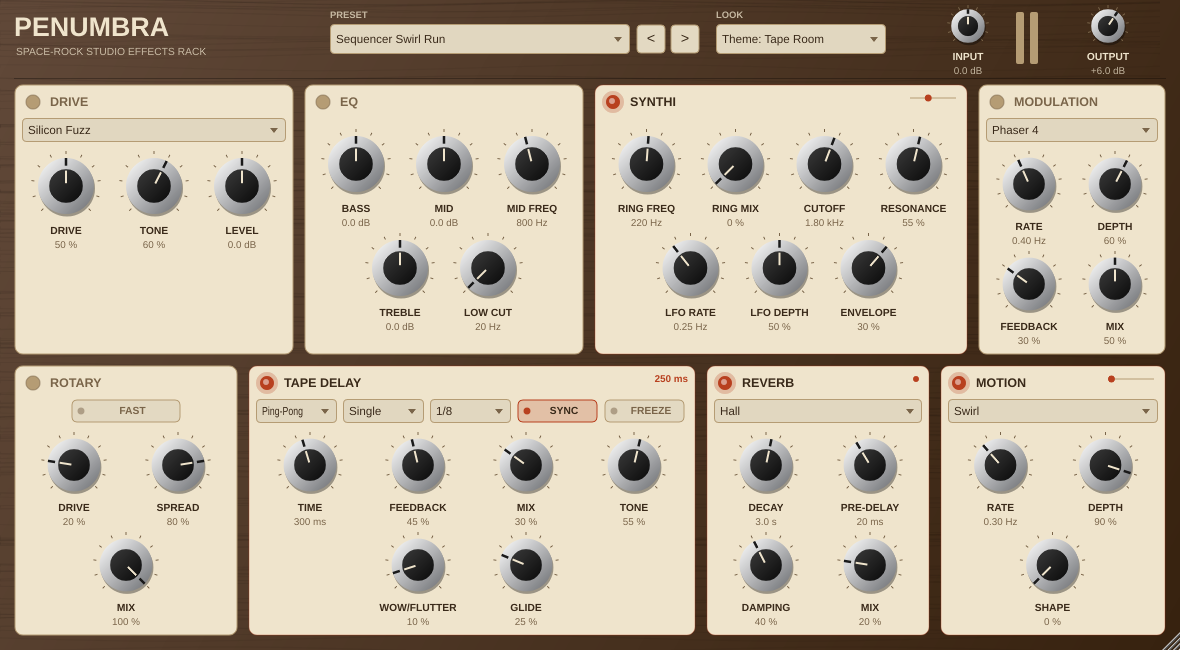 PENUMBRA
SPACE-ROCK STUDIO EFFECTS RACK
PRESET
Sequencer Swirl Run
<
>
LOOK
Theme: Tape Room
INPUT
0.0 dB
OUTPUT
+6.0 dB
DRIVE
Silicon Fuzz
DRIVE TONE LEVEL
50 % 60 % 0.0 dB
EQ
BASS MID MID FREQ
0.0 dB 0.0 dB 800 Hz
TREBLE LOW CUT
0.0 dB 20 Hz
SYNTHI
RING FREQ RING MIX CUTOFF RESONANCE
220 Hz 0 % 1.80 kHz 55 %
LFO RATE LFO DEPTH ENVELOPE
0.25 Hz 50 % 30 %
MODULATION
Phaser 4
RATE DEPTH
0.40 Hz 60 %
FEEDBACK MIX
30 % 50 %
ROTARY
FAST
DRIVE SPREAD
20 % 80 %
MIX
100 %
TAPE DELAY 250 ms
Ping-Pong Single 1/8 SYNC FREEZE
TIME FEEDBACK MIX TONE
300 ms 45 % 30 % 55 %
WOW/FLUTTER GLIDE
10 % 25 %
REVERB
Hall
DECAY PRE-DELAY
3.0 s 20 ms
DAMPING MIX
40 % 20 %
MOTION
Swirl
RATE DEPTH
0.30 Hz 90 %
SHAPE
0 %